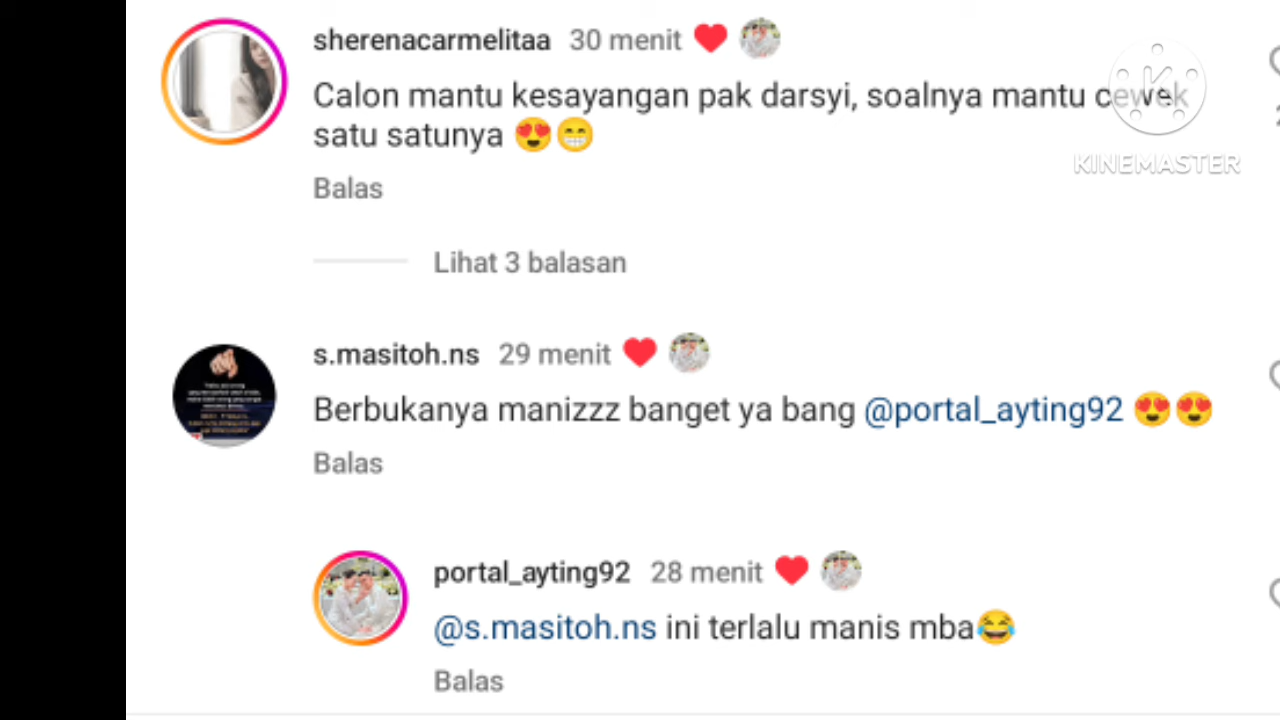 sherenacarmelitaa 30 menit ❤️
Calon mantu kesayangan pak darsyi, soalnya mantu cewek
satu satunya 😍😁
Balas
Lihat 3 balasan
s.masitoh.ns 29 menit ❤️
Berbukanya manizzz banget ya bang @portal_ayting92 😍😍
Balas
portal_ayting92 28 menit ❤️
@s.masitoh.ns ini terlalu manis mba😂
Balas
KINEMASTER